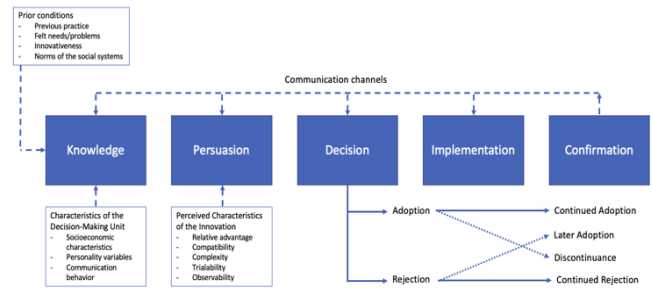 Prior conditions
- Previous practice
- Felt needs/problems
- Innovativeness
- Norms of the social systems
Communication channels
Knowledge
Persuasion
Decision
Implementation
Confirmation
Characteristics of the
Decision-Making Unit
- Socioeconomic
characteristics
- Personality variables
- Communication
behavior
Perceived Characteristics
of the Innovation
- Relative advantage
- Compatibility
- Complexity
- Trialability
- Observability
Adoption
Rejection
Continued Adoption
Later Adoption
Discontinuance
Continued Rejection